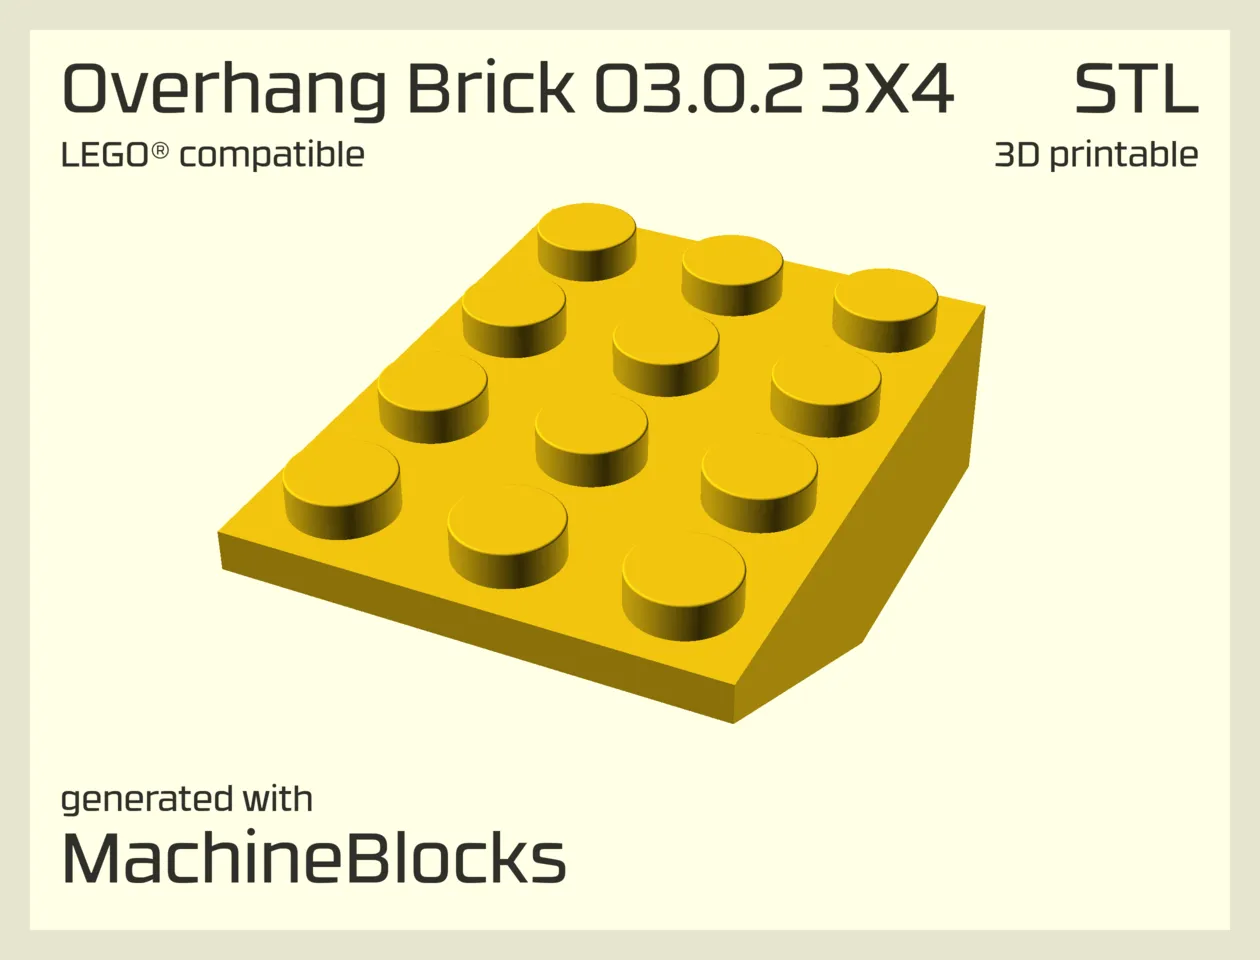 Overhang Brick 03.0.2 3X4
STL
LEGO® compatible
3D printable
generated with
MachineBlocks